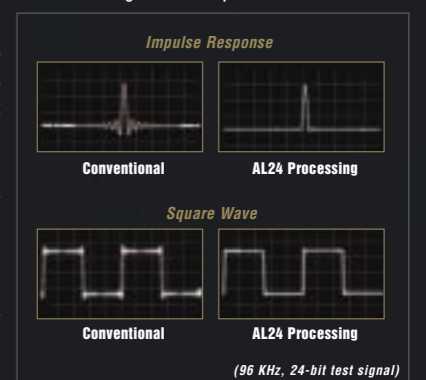 Impulse Response
Conventional
AL24 Processing
Square Wave
Conventional
AL24 Processing
(96 KHz, 24-bit test signal)